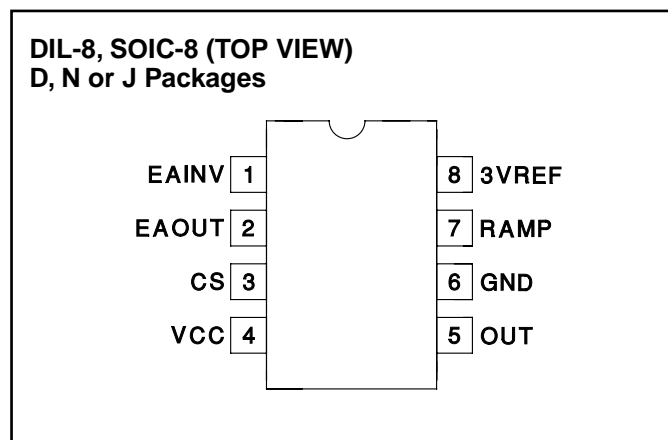 DIL-8, SOIC-8 (TOP VIEW)
D, N or J Packages
EAINV 1 8 3VREF
EAOUT 2 7 RAMP
CS 3 6 GND
VCC 4 5 OUT